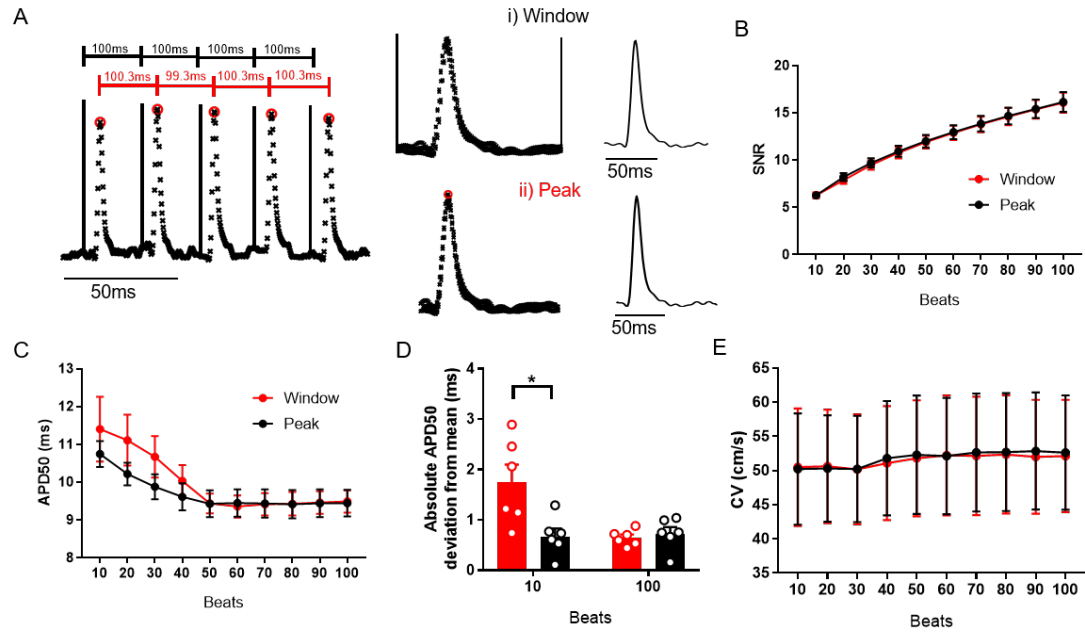 A
100ms 100ms 100ms 100ms
100.3ms 99.3ms 100.3ms 100.3ms
50ms
i) Window
50ms
ii) Peak
50ms
B
SNR
20
15
10
5
0
Window
Peak
10 20 30 40 50 60 70 80 90 100
Beats
C
APD50
(ms)
13
12
11
10
9
8
Window
Peak
10 20 30 40 50 60 70 80 90 100
Beats
D
Absolute APD50
deviation from mean (ms)
4
3
2
1
0
*
10 100
Beats
E
CV (cm/s)
65
60
55
50
45
40
35
10 20 30 40 50 60 70 80 90 100
Beats